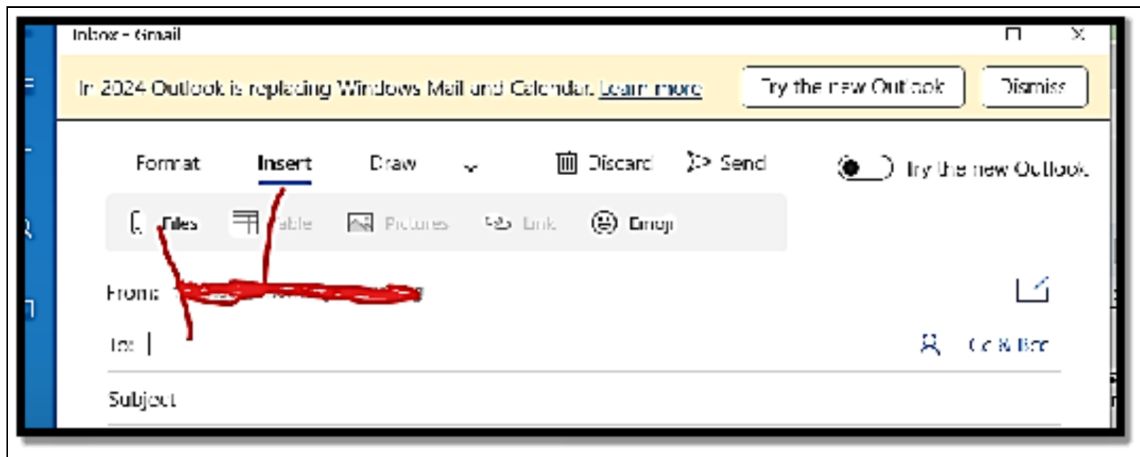 Inbox - Gmail
In 2024 Outlook is replacing Windows Mail and Calendar. Learn more Try the new Outlook Dismiss
Format Insert Draw Discard Send Try the new Outlook
Files Table Pictures Link Emoji
From:
To: Cc & Bcc
Subject